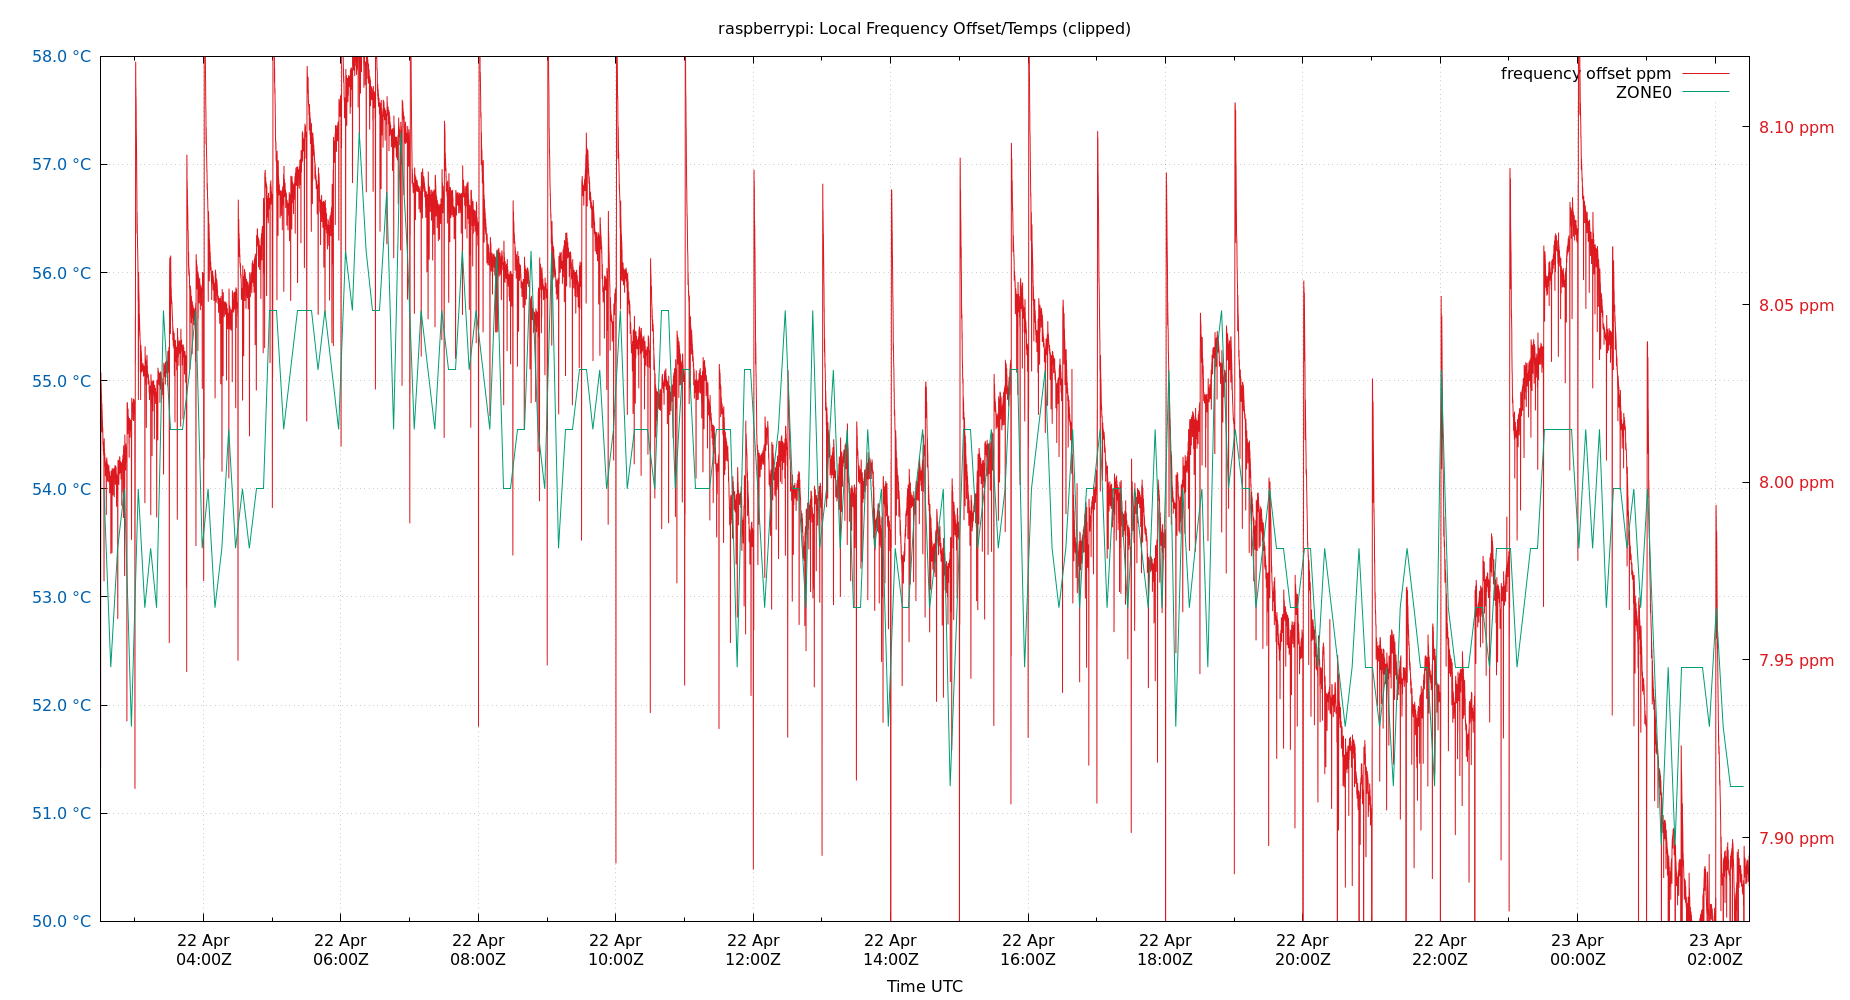 raspberrypi: Local Frequency Offset/Temps (clipped)
58.0 °C
57.0 °C
56.0 °C
55.0 °C
54.0 °C
53.0 °C
52.0 °C
51.0 °C
50.0 °C
frequency offset ppm
ZONE0
8.10 ppm
8.05 ppm
8.00 ppm
7.95 ppm
7.90 ppm
22 Apr 22 Apr 22 Apr 22 Apr 22 Apr 22 Apr 22 Apr 22 Apr 22 Apr 22 Apr 23 Apr 23 Apr
04:00Z 06:00Z 08:00Z 10:00Z 12:00Z 14:00Z 16:00Z 18:00Z 20:00Z 22:00Z 00:00Z 02:00Z
Time UTC